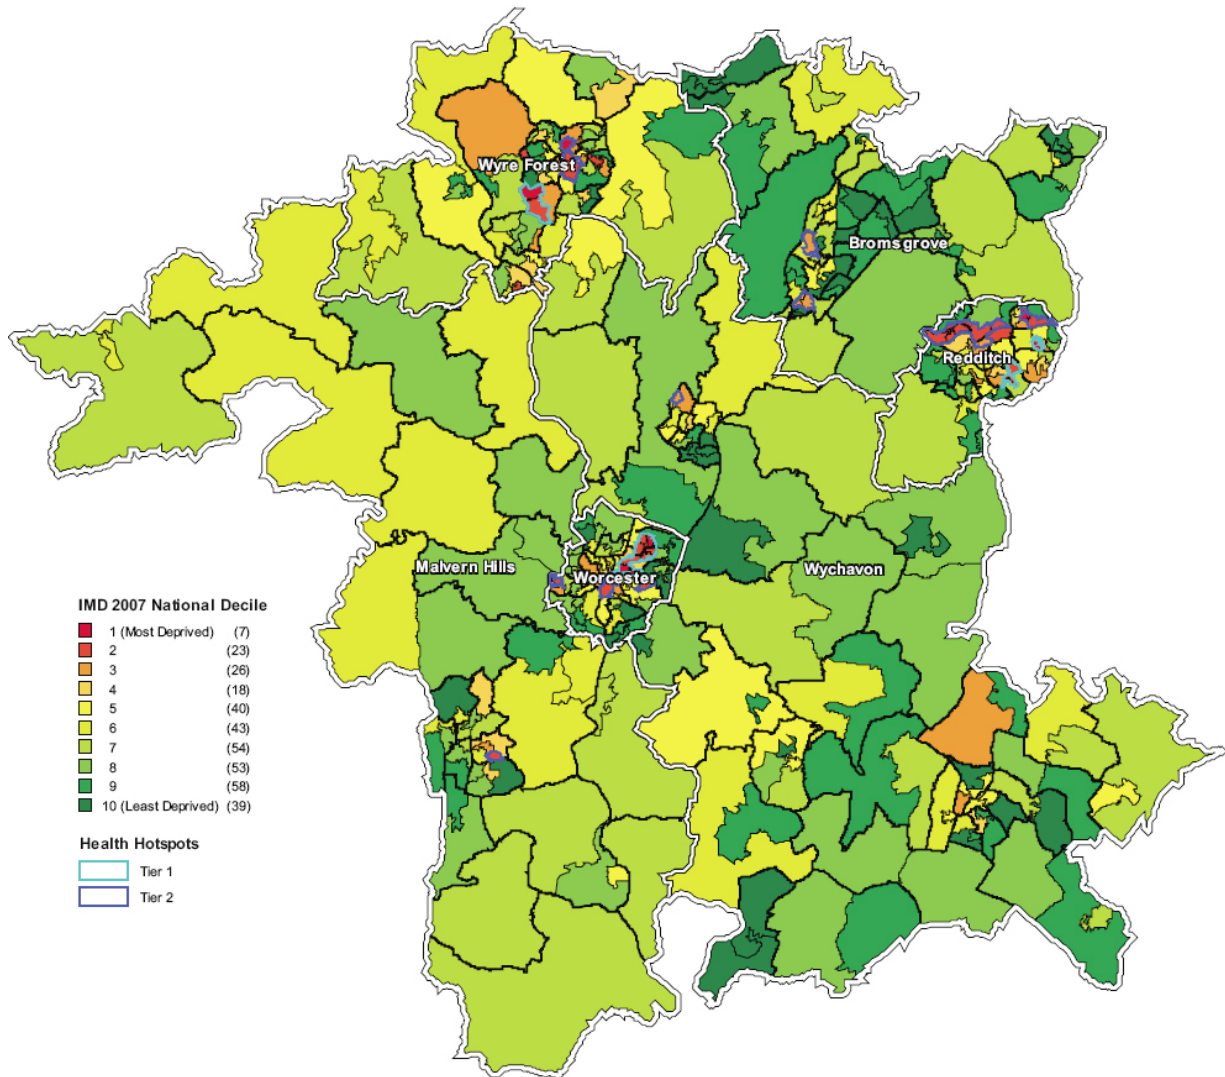 Wyre Forest
Bromsgrove
Redditch
Malvern Hills
Worcester
Wychavon
IMD 2007 National Decile
1 (Most Deprived) (7)
2 (23)
3 (26)
4 (18)
5 (40)
6 (43)
7 (54)
8 (53)
9 (58)
10 (Least Deprived) (39)
Health Hotspots
Tier 1
Tier 2